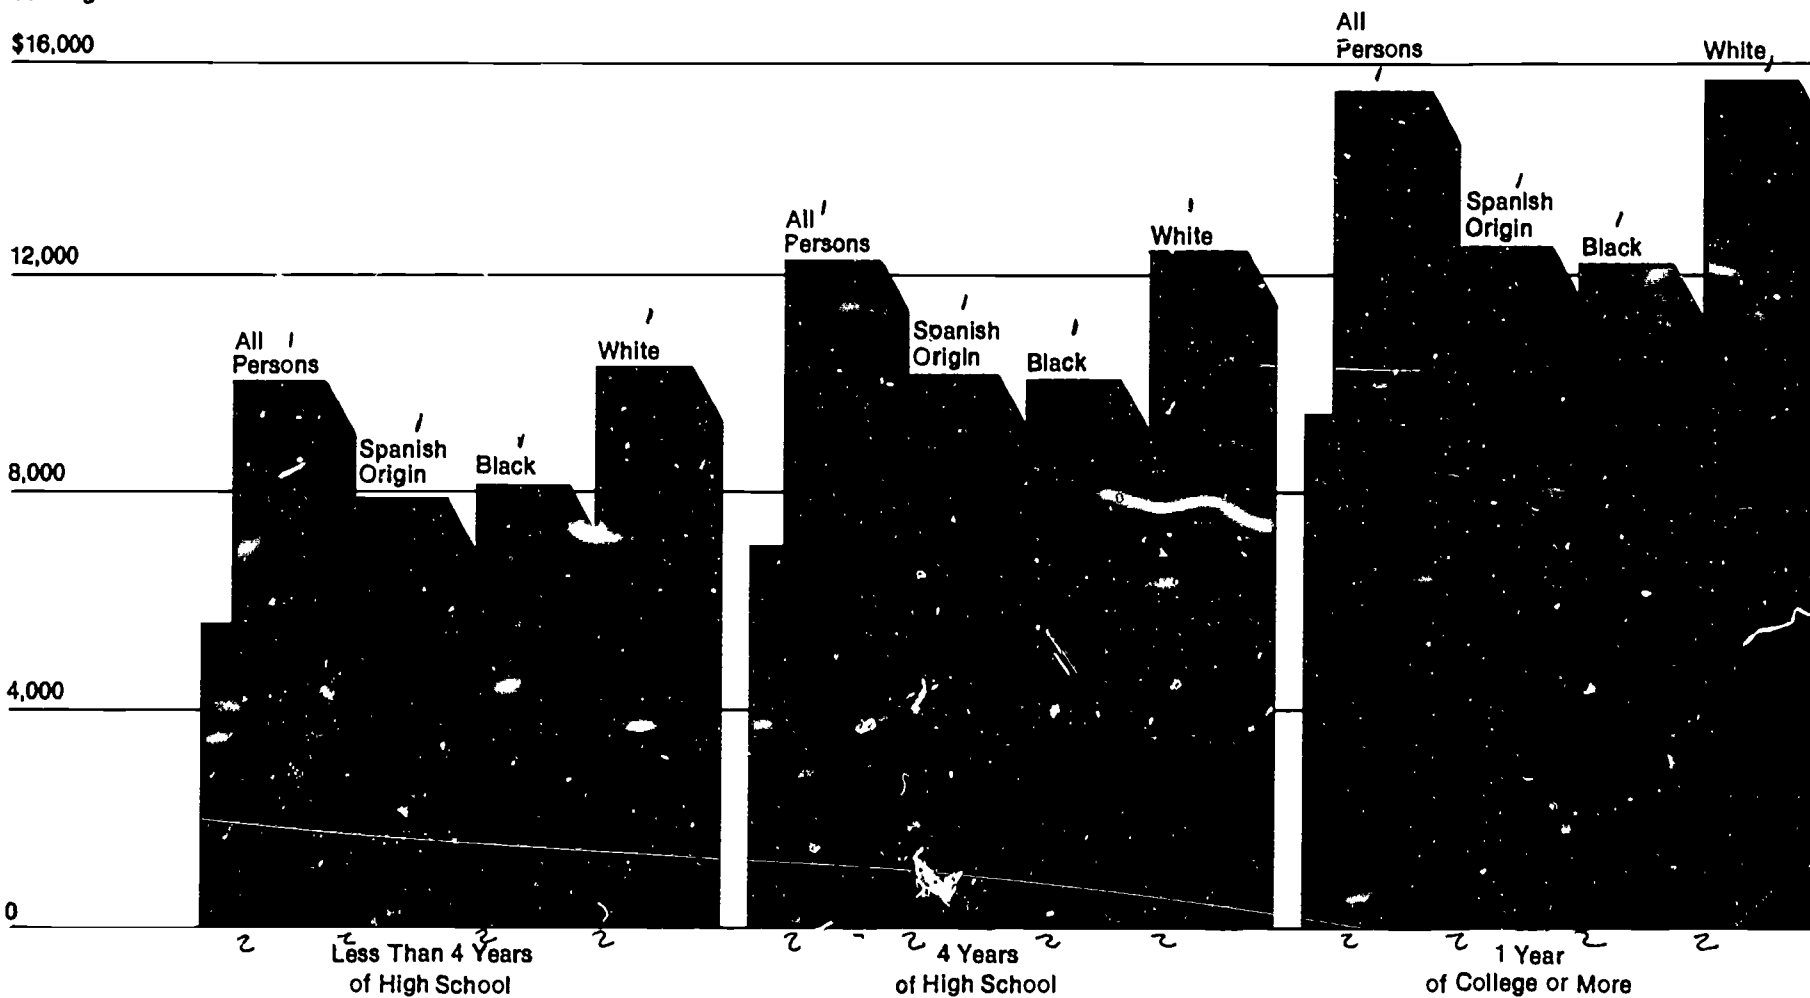 $16,000
All
Persons
White
Spanish
Origin
Black
12,000
All
Persons
White
Spanish
Origin
Black
All
Persons
White
Spanish
Origin
Black
8,000
4,000
0
Less Than 4 Years
of High School
4 Years
of High School
1 Year
of College or More